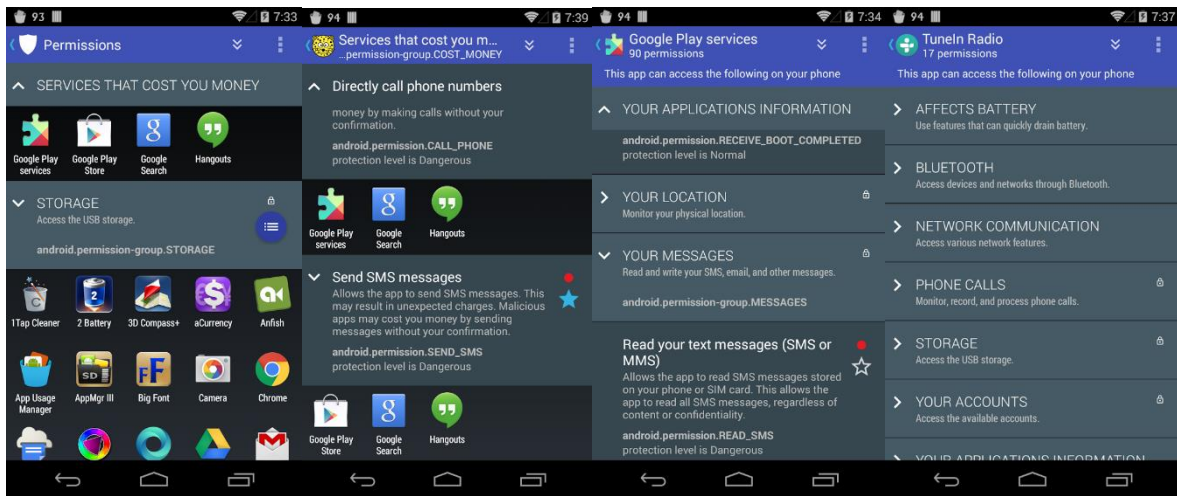 93
7:33
Permissions
SERVICES THAT COST YOU MONEY
Google Play
services
Google Play
Store
Google
Search
Hangouts
STORAGE
Access the USB storage.
android.permission-group.STORAGE
1Tap Cleaner
2 Battery
3D Compass+
aCurrency
Anfish
App Usage
Manager
AppMgr III
Big Font
Camera
Chrome
94
7:39
Services that cost you m...
...permission-group.COST_MONEY
Directly call phone numbers
money by making calls without your
confirmation.
android.permission.CALL_PHONE
protection level is Dangerous
Google Play
services
Google
Search
Hangouts
Send SMS messages
Allows the app to send SMS messages. This
may result in unexpected charges. Malicious
apps may cost you money by sending
messages without your confirmation.
android.permission.SEND_SMS
protection level is Dangerous
Google Play
Store
Google
Search
Hangouts
94
7:34
Google Play services
90 permissions
This app can access the following on your phone
YOUR APPLICATIONS INFORMATION
android.permission.RECEIVE_BOOT_COMPLETED
protection level is Normal
YOUR LOCATION
Monitor your physical location.
YOUR MESSAGES
Read and write your SMS, email, and other messages.
android.permission-group.MESSAGES
Read your text messages (SMS or
MMS)
Allows the app to read SMS messages stored
on your phone or SIM card. This allows the
app to read all SMS messages, regardless of
content or confidentiality.
android.permission.READ_SMS
protection level is Dangerous
94
7:37
TuneIn Radio
17 permissions
This app can access the following on your phone
AFFECTS BATTERY
Use features that can quickly drain battery.
BLUETOOTH
Access devices and networks through Bluetooth.
NETWORK COMMUNICATION
Access various network features.
PHONE CALLS
Monitor, record, and process phone calls.
STORAGE
Access the USB storage.
YOUR ACCOUNTS
Access the available accounts.
YOUR APPLICATIONS INFORMATION